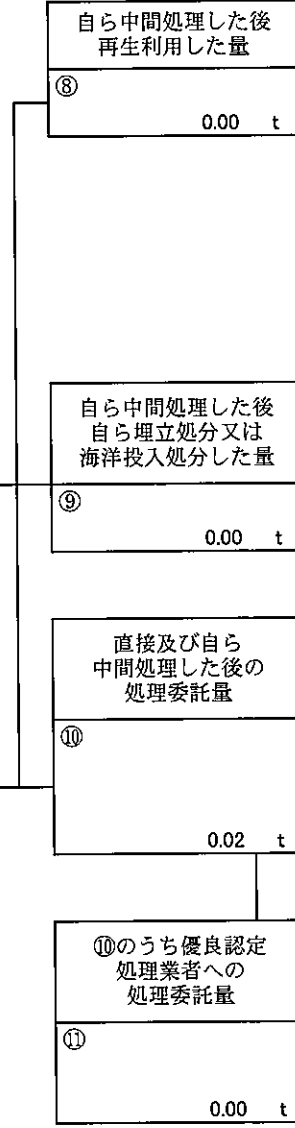 自ら中間処理した後
再生利用した量
⑧
0.00 t
自ら中間処理した後
自ら埋立処分又は
海洋投入処分した量
⑨
0.00 t
直接及び自ら
中間処理した後の
処理委託量
⑩
0.02 t
⑩のうち優良認定
処理業者への
処理委託量
⑪
0.00 t